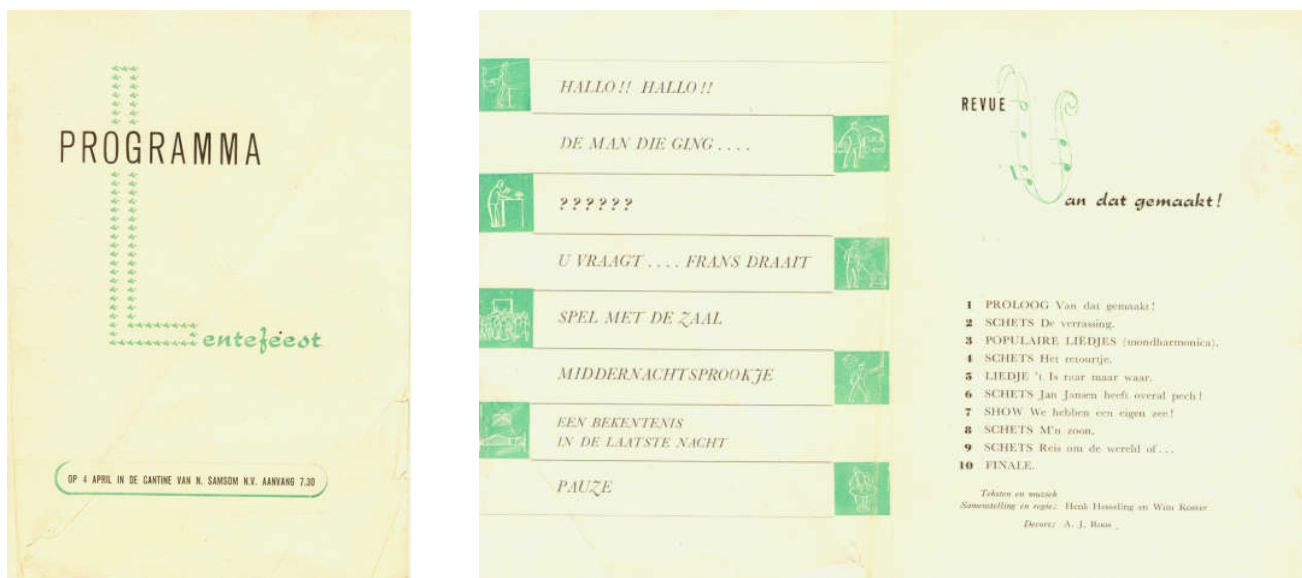 PROGRAMMA
Lentefeest
OP 4 APRIL IN DE CANTINE VAN N. SAMSOM N.V. AANVANG 7.30
HALLO!! HALLO!!
DE MAN DIE GING ....
??????
U VRAAGT .... FRANS DRAAIT
SPEL MET DE ZAAL
MIDDERNACHTSPROOKJE
EEN BEKENTENIS
IN DE LAATSTE NACHT
PAUZE
REVUE
Van dat gemaakt!
1 PROLOOG Van dat gemaakt!
2 SCHETS De verrassing.
3 POPULAIRE LIEDJES (mondharmonica).
4 SCHETS Het retourtje.
5 LIEDJE 't Is raar maar waar.
6 SCHETS Jan Jansen heeft overal pech!
7 SHOW We hebben een eigen zee!
8 SCHETS M'n zoon.
9 SCHETS Reis om de wereld of...
10 FINALE.
Teksten en muziek
Samenstelling en regie: Henk Hesseling en Wim Koster
Decors: A. J.